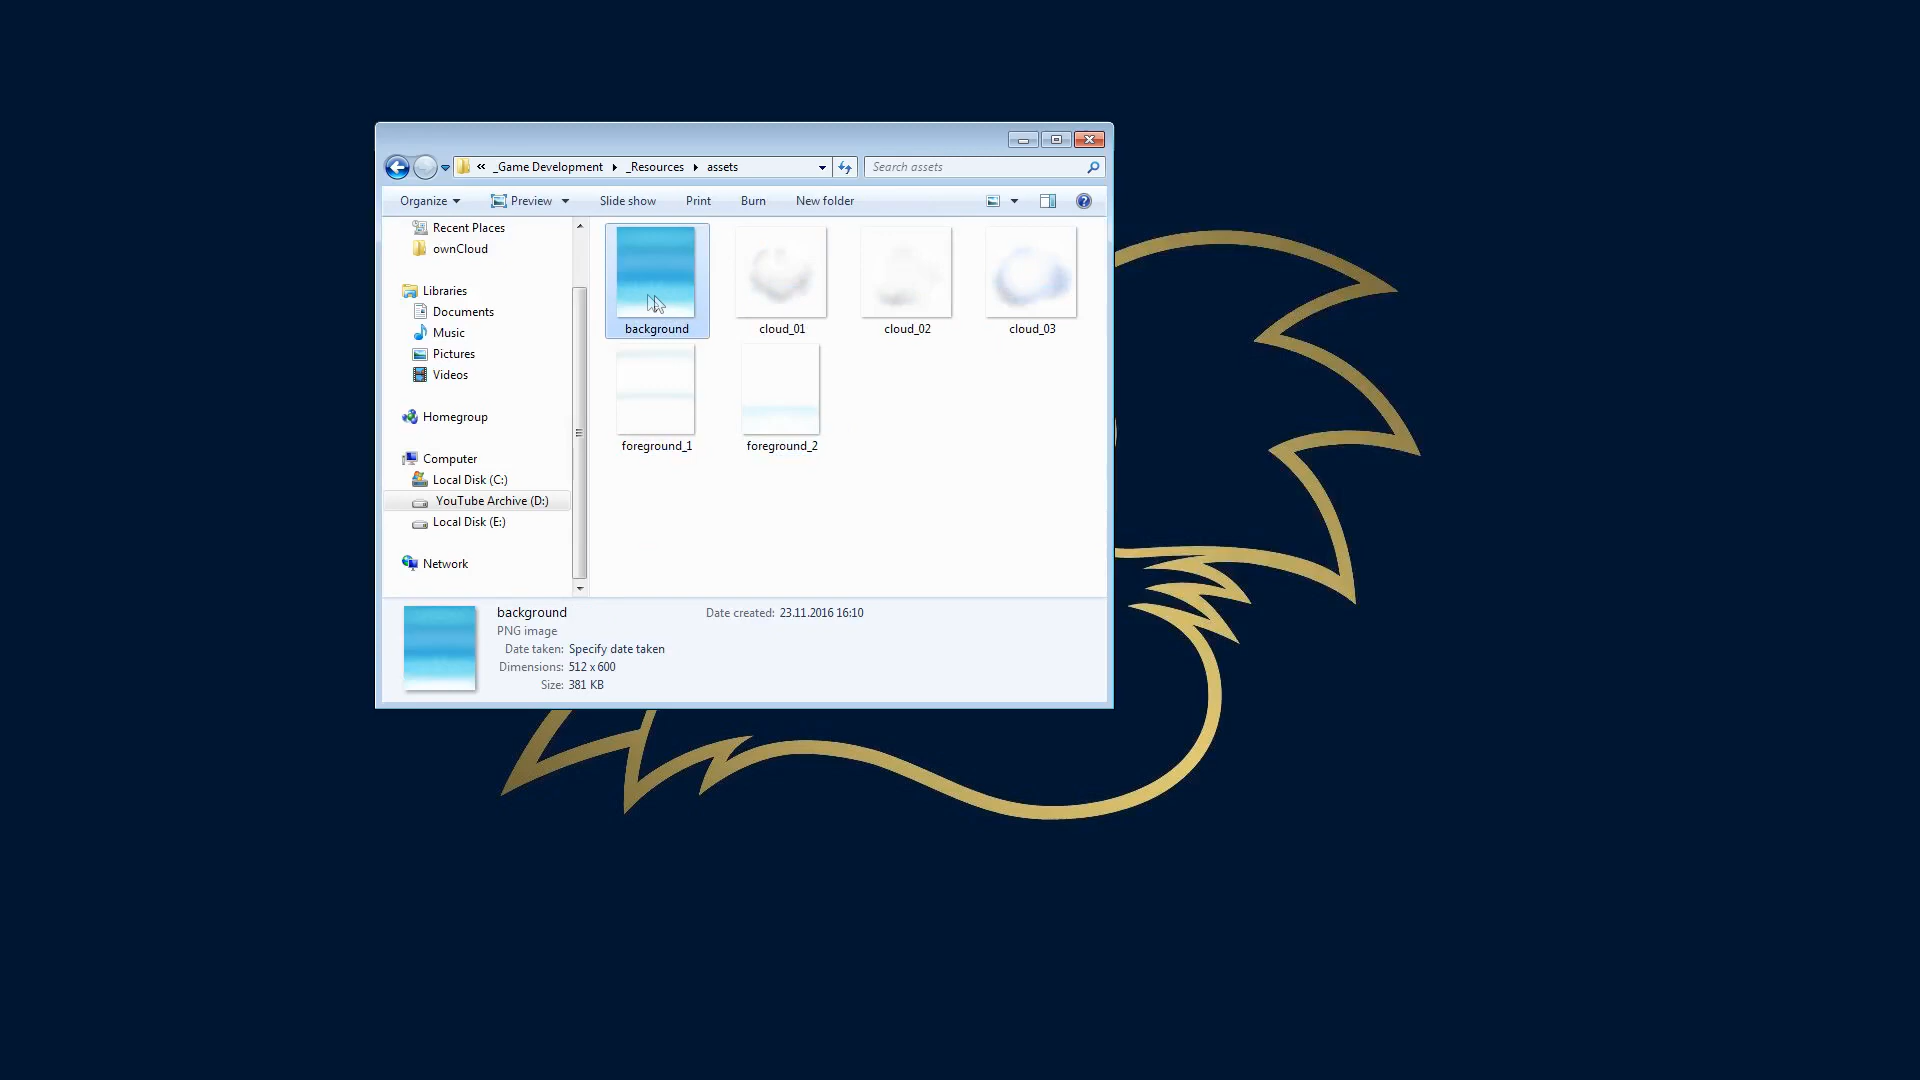 « _Game Development ▸ _Resources ▸ assets
Search assets
Organize Preview Slide show Print Burn New folder
Recent Places
ownCloud
Libraries
Documents
Music
Pictures
Videos
Homegroup
Computer
Local Disk (C:)
YouTube Archive (D:)
Local Disk (E:)
Network
background cloud_01 cloud_02 cloud_03
foreground_1 foreground_2
background Date created: 23.11.2016 16:10
PNG image
Date taken: Specify date taken
Dimensions: 512 x 600
Size: 381 KB